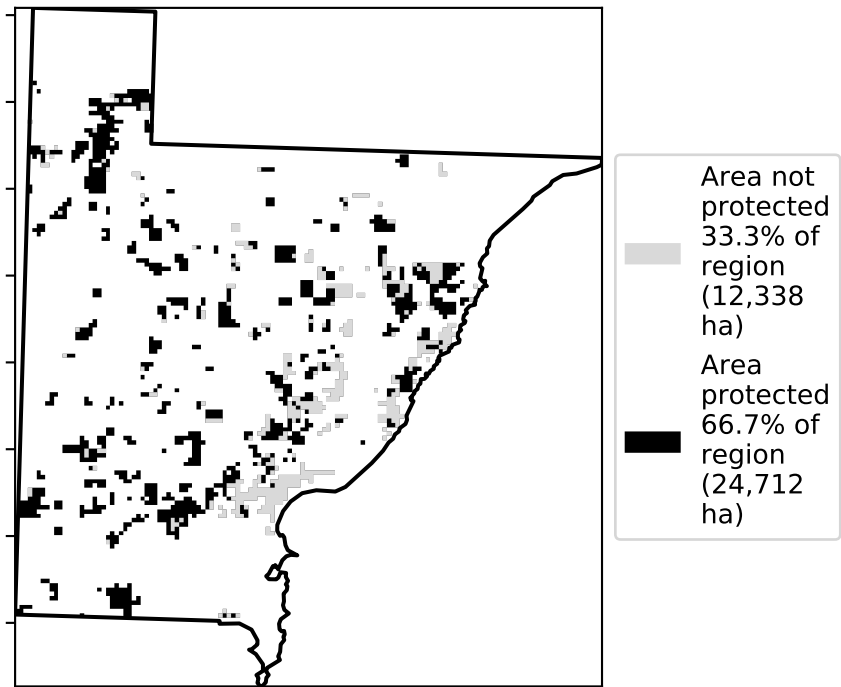 Area not
protected
33.3% of
region
(12,338
ha)
Area
protected
66.7% of
region
(24,712
ha)